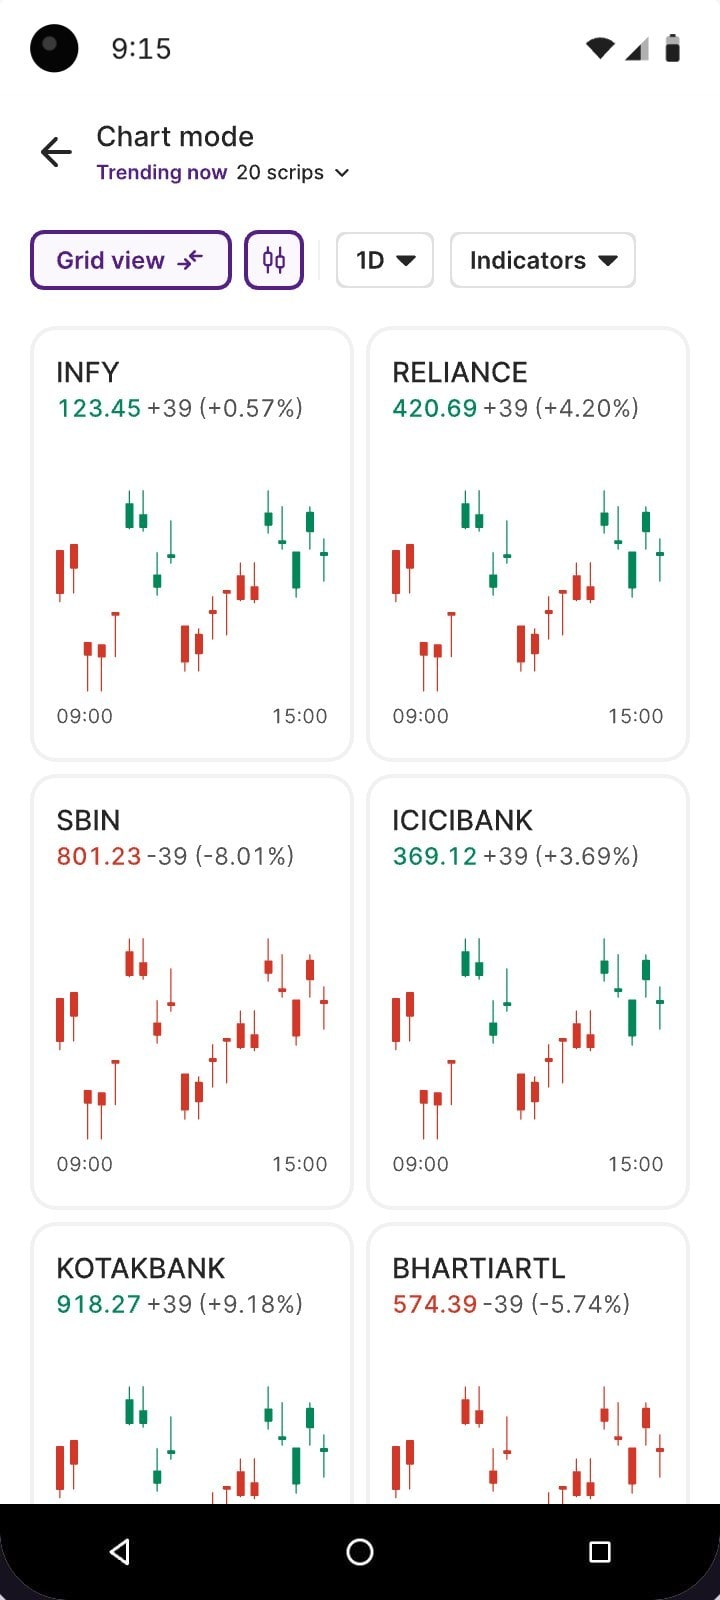 9:15
Chart mode
Trending now 20 scrips
Grid view
1D
Indicators
INFY
123.45 +39 (+0.57%)
09:00 15:00
RELIANCE
420.69 +39 (+4.20%)
09:00 15:00
SBIN
801.23 -39 (-8.01%)
09:00 15:00
ICICIBANK
369.12 +39 (+3.69%)
09:00 15:00
KOTAKBANK
918.27 +39 (+9.18%)
BHARTIARTL
574.39 -39 (-5.74%)